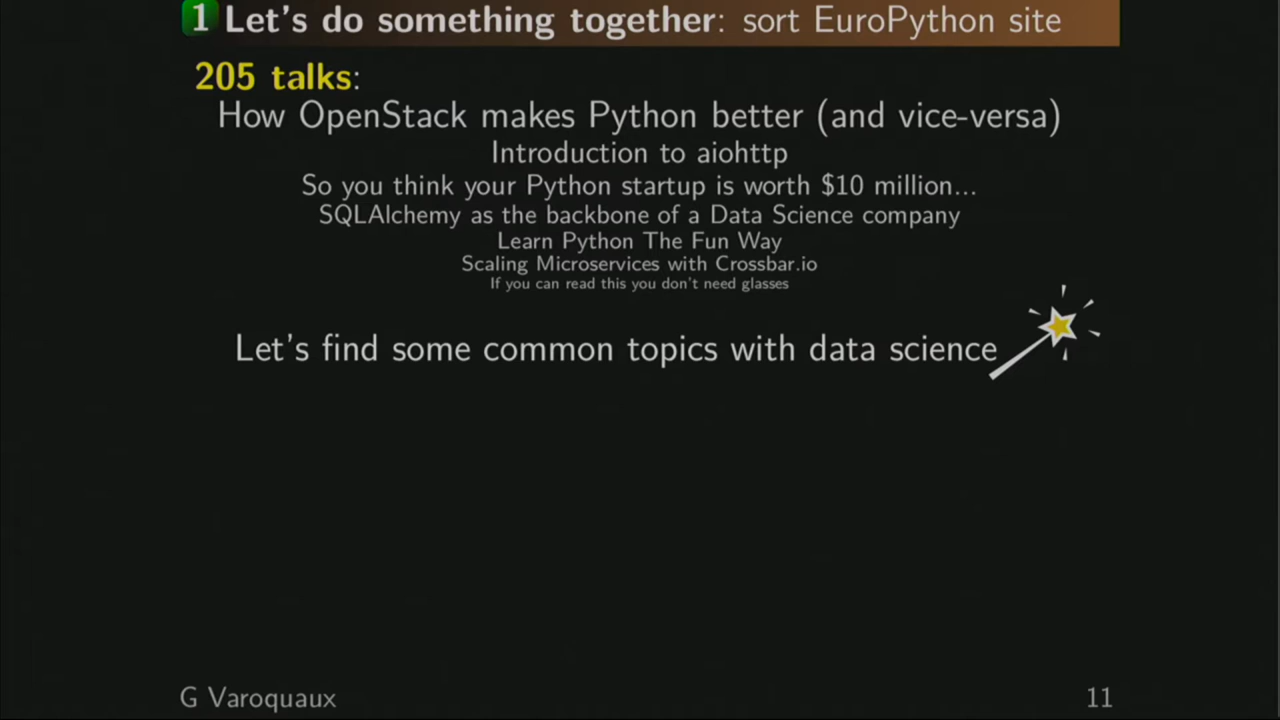 1 Let's do something together: sort EuroPython site
205 talks:
How OpenStack makes Python better (and vice-versa)
Introduction to aiohttp
So you think your Python startup is worth $10 million...
SQLAlchemy as the backbone of a Data Science company
Learn Python The Fun Way
Scaling Microservices with Crossbar.io
If you can read this you don't need glasses
Let's find some common topics with data science
G Varoquaux
11